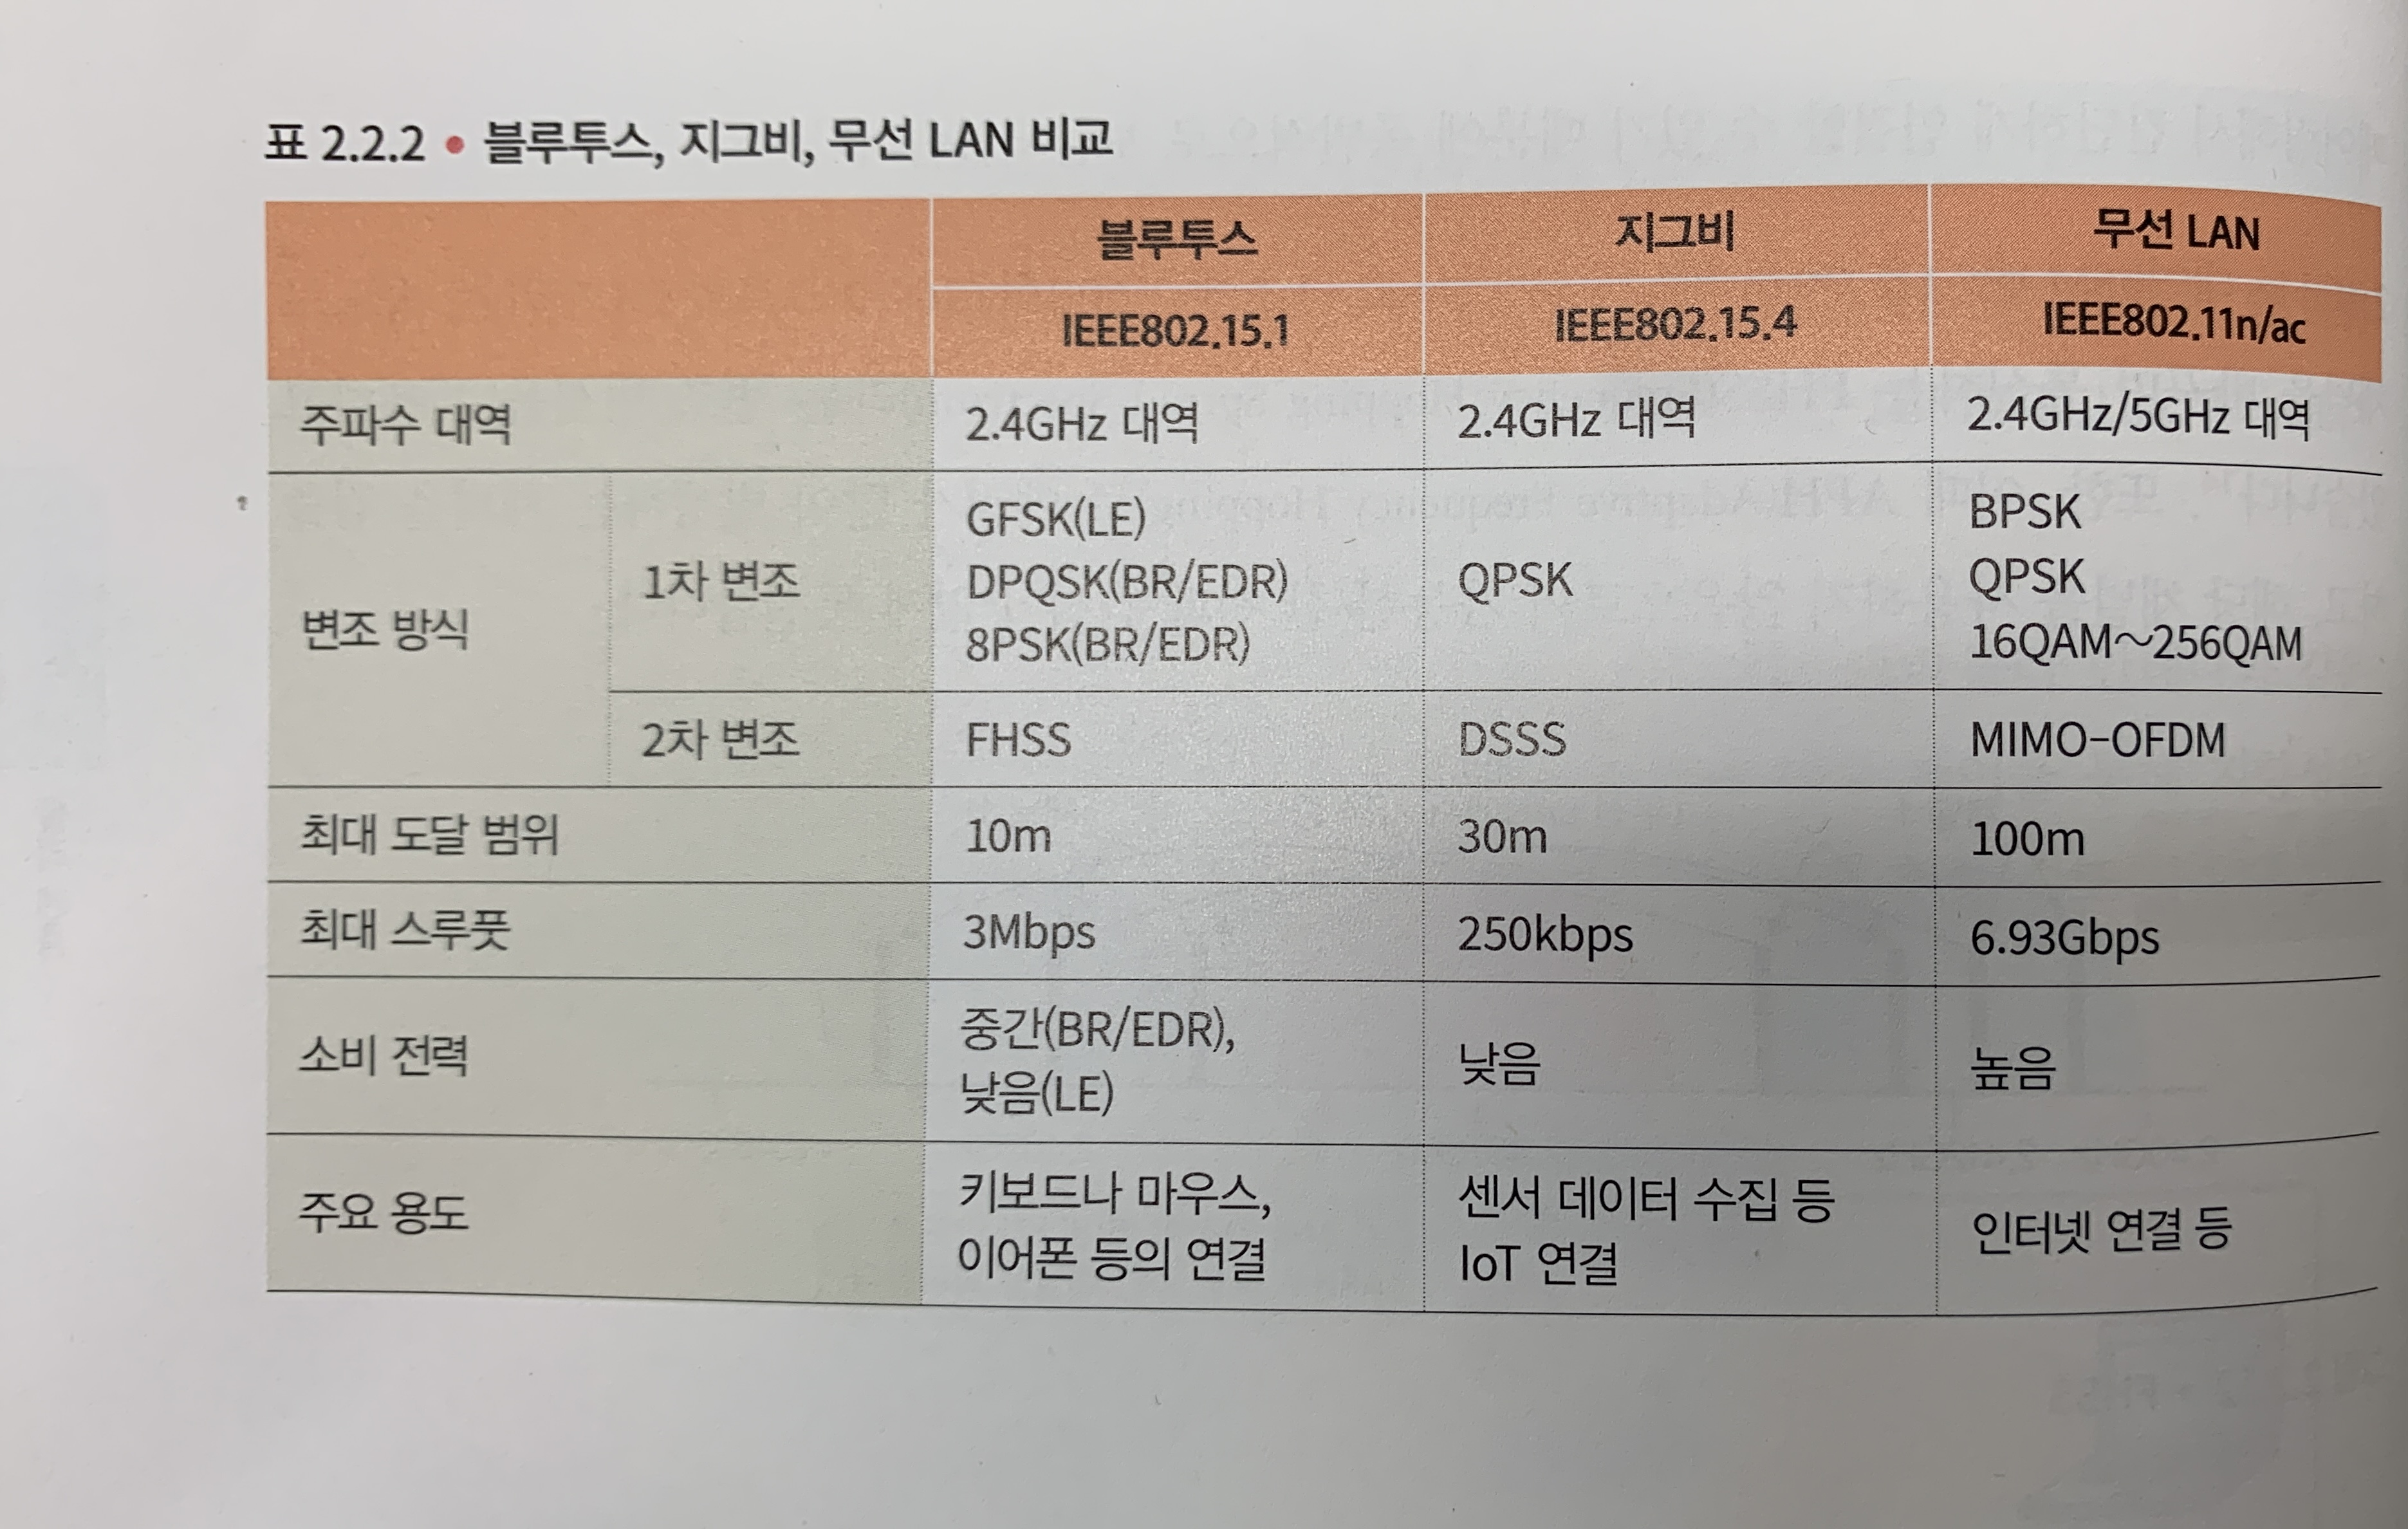 표 2.2.2 • 블루투스, 지그비, 무선 LAN 비교
블루투스 지그비 무선 LAN
IEEE802.15.1 IEEE802.15.4 IEEE802.11n/ac
주파수 대역 2.4GHz 대역 2.4GHz 대역 2.4GHz/5GHz 대역
변조 방식
1차 변조
GFSK(LE)
DPQSK(BR/EDR)
8PSK(BR/EDR)
QPSK
BPSK
QPSK
16QAM~256QAM
2차 변조 FHSS DSSS MIMO-OFDM
최대 도달 범위 10m 30m 100m
최대 스루풋 3Mbps 250kbps 6.93Gbps
소비 전력
중간(BR/EDR),
낮음(LE)
낮음
높음
주요 용도
키보드나 마우스,
이어폰 등의 연결
센서 데이터 수집 등
IoT 연결
인터넷 연결 등